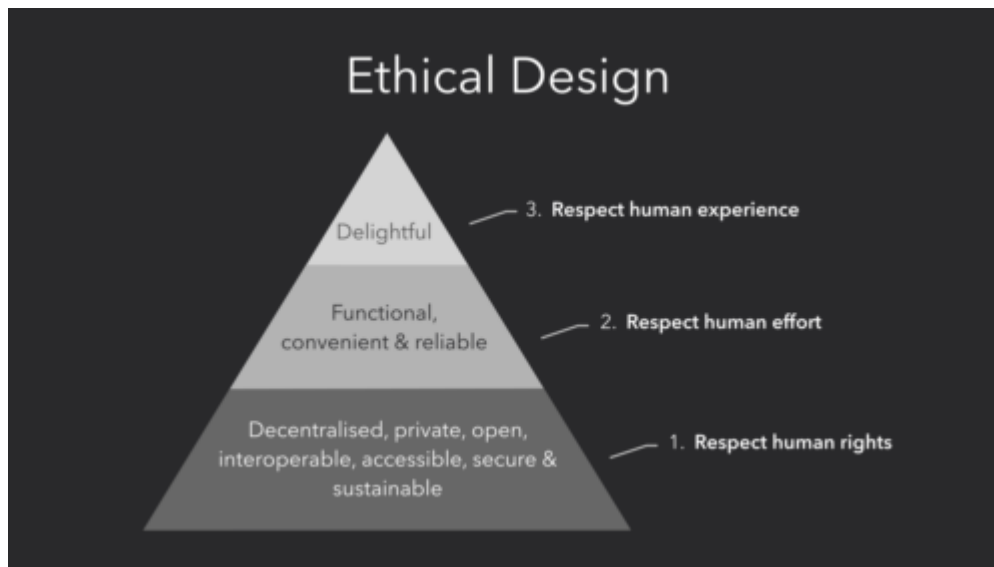 Ethical Design
Delightful
3. Respect human experience
Functional,
convenient & reliable
2. Respect human effort
Decentralised, private, open,
interoperable, accessible, secure &
sustainable
1. Respect human rights